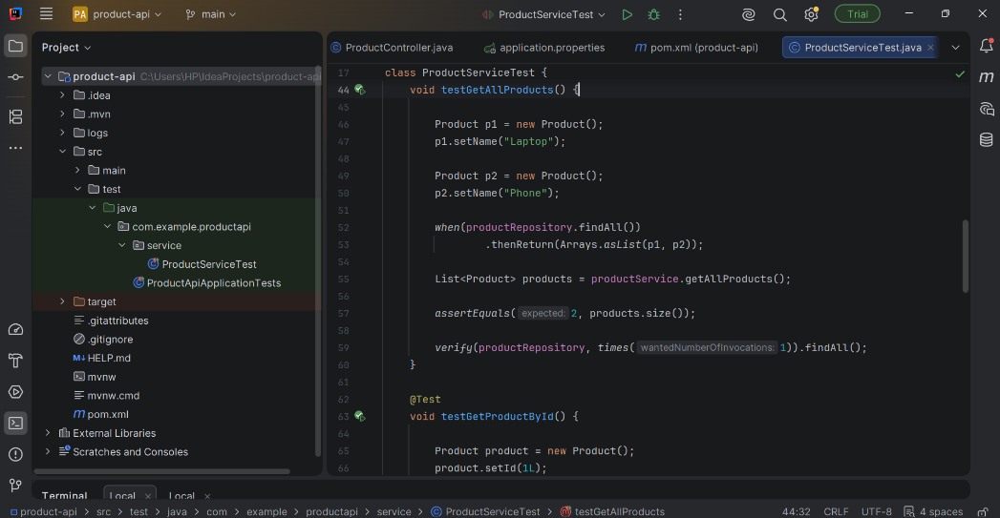 PA product-api main ProductServiceTest Trial
Project
ProductController.java application.properties m pom.xml (product-api) ProductServiceTest.java
product-api C:\Users\HP\IdeaProjects\product-api
.idea
.mvn
logs
src
main
test
java
com.example.productapi
service
ProductServiceTest
ProductApiApplicationTests
target
.gitattributes
.gitignore
M↓ HELP.md
mvnw
mvnw.cmd
m pom.xml
External Libraries
Scratches and Consoles
17 class ProductServiceTest {
44 void testGetAllProducts() {
45
46 Product p1 = new Product();
47 p1.setName("Laptop");
48
49 Product p2 = new Product();
50 p2.setName("Phone");
51
52 when(productRepository.findAll())
53 .thenReturn(Arrays.asList(p1, p2));
54
55 List<Product> products = productService.getAllProducts();
56
57 assertEquals( expected: 2, products.size());
58
59 verify(productRepository, times( wantedNumberOfInvocations: 1)).findAll();
60 }
61
62 @Test
63 void testGetProductById() {
64
65 Product product = new Product();
66 product.setId(1L);
m
Terminal Local × Local ×
product-api > src > test > java > com > example > productapi > service > ProductServiceTest > testGetAllProducts 44:32 CRLF UTF-8 4 spaces